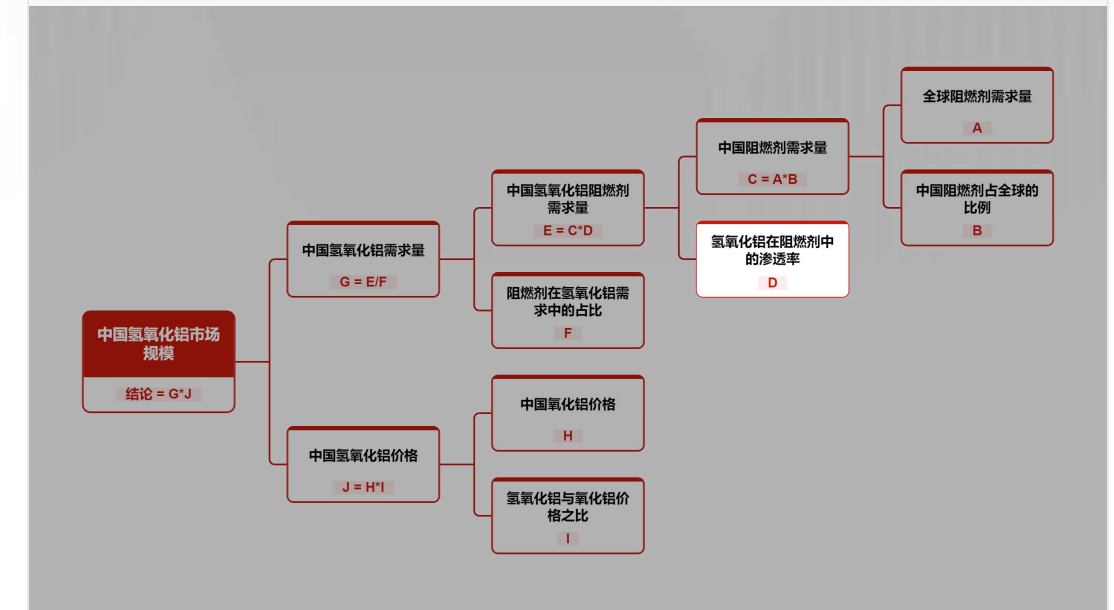 中国氢氧化铝市场
规模
结论 = G*J
中国氢氧化铝需求量
G = E/F
中国氢氧化铝价格
J = H*I
中国氢氧化铝阻燃剂
需求量
E = C*D
阻燃剂在氢氧化铝需
求中的占比
F
中国氧化铝价格
H
氢氧化铝与氧化铝价
格之比
I
中国阻燃剂需求量
C = A*B
氢氧化铝在阻燃剂中
的渗透率
D
全球阻燃剂需求量
A
中国阻燃剂占全球的
比例
B